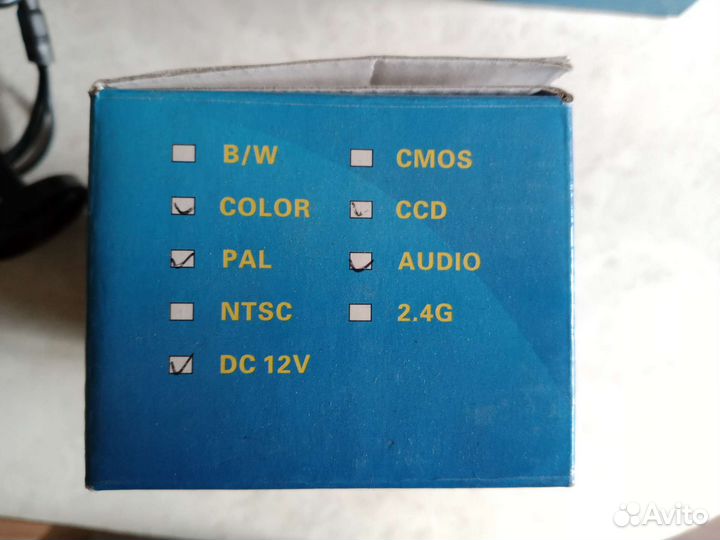 B/W CMOS
COLOR CCD
PAL AUDIO
NTSC 2.4G
DC 12V
Avito